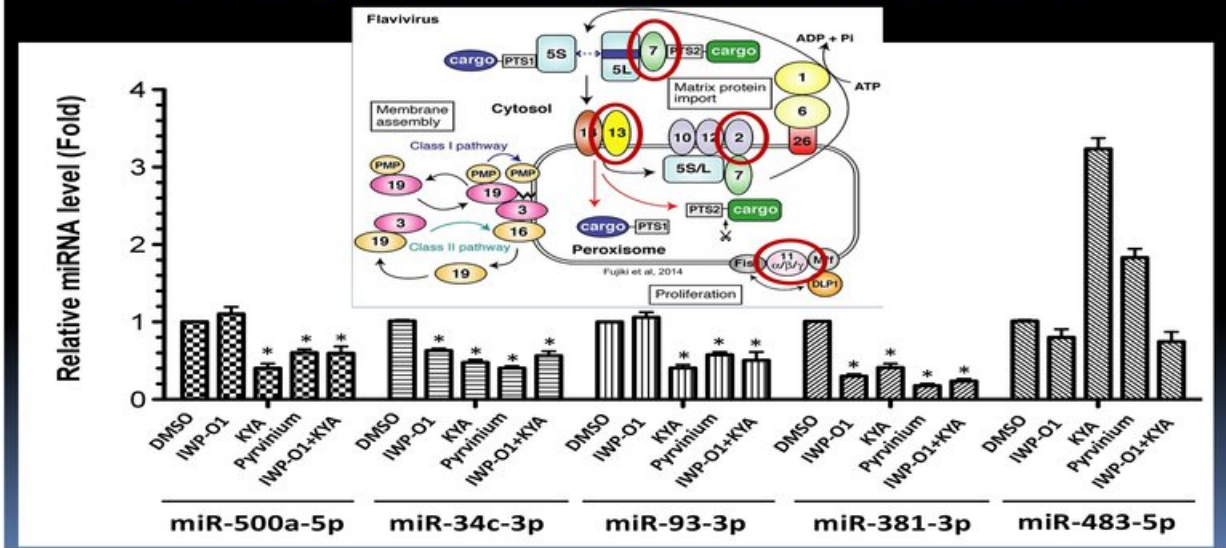 Flavivirus
cargo PTS1 5S 5L 7 PTS2 cargo
ADP + Pi
ATP
1
6
26
Matrix protein
import
Membrane
assembly
Cytosol
Class I pathway
13
10 12 2
5S/L
7
PMP
19
PMP PMP
19
3
16
3
19
Class II pathway
19
cargo PTS1
PTS2 cargo
Peroxisome
Fujiki et al, 2014
11
α/β/γ
DLP1
Proliferation
Relative miRNA level (Fold)
4
3
2
1
0
DMSO IWP-O1 KYA Pyrvinium IWP-O1+KYA DMSO IWP-O1 KYA Pyrvinium IWP-O1+KYA DMSO IWP-O1 KYA Pyrvinium IWP-O1+KYA DMSO IWP-O1 KYA Pyrvinium IWP-O1+KYA DMSO IWP-O1 KYA Pyrvinium IWP-O1+KYA
* * * * * * * * * * * * * *
miR-500a-5p miR-34c-3p miR-93-3p miR-381-3p miR-483-5p